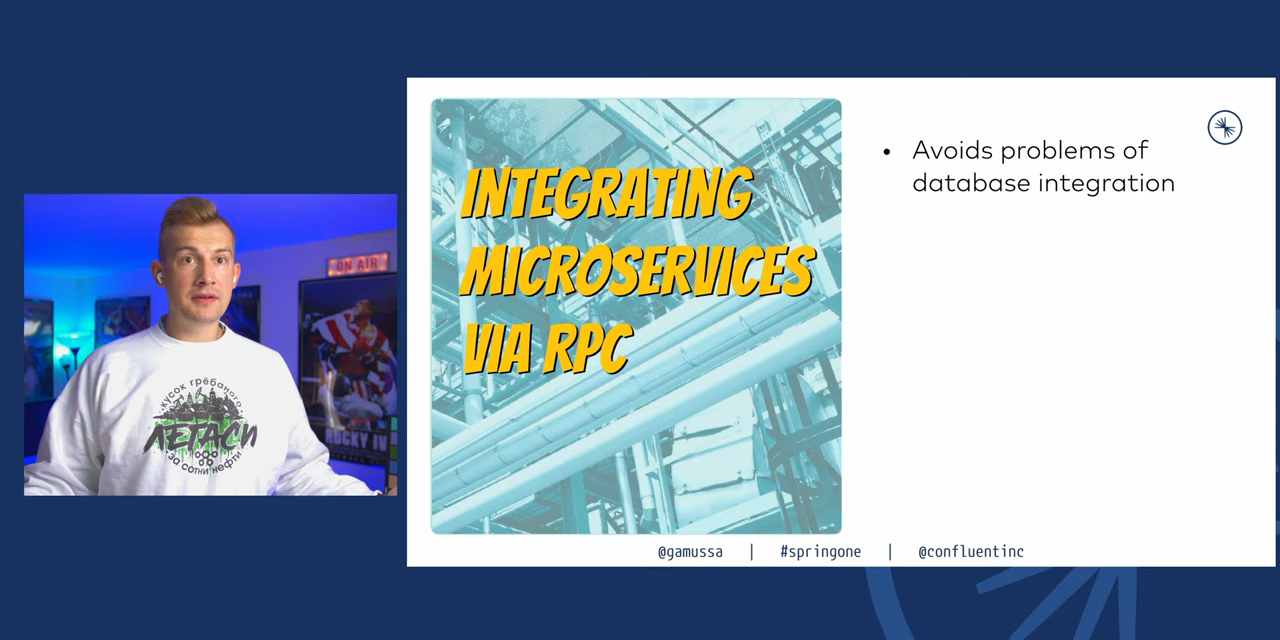 ON AIR
ROCKY IV
кусок грёбаного
ЛЕГАСИ
за сотни нефти
INTEGRATING
MICROSERVICES
VIA RPC
• Avoids problems of
database integration
@gamussa | #springone | @confluentinc